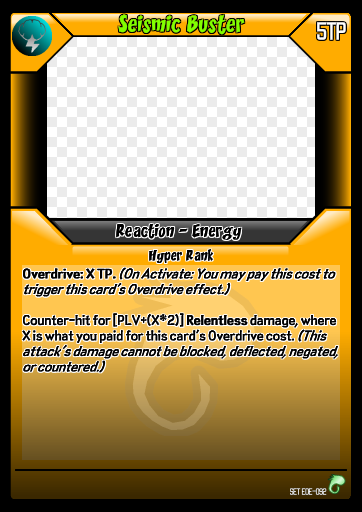 Seismic Buster
5TP
Reaction - Energy
Hyper Rank
Overdrive: X TP. (On Activate: You may pay this cost to
trigger this card's Overdrive effect.)
Counter-hit for [PLV+(X*2)] Relentless damage, where
X is what you paid for this card's Overdrive cost. (This
attack's damage cannot be blocked, deflected, negated,
or countered.)
SET EDE-092